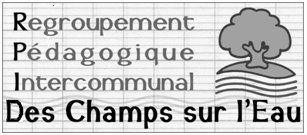 Regroupement
Pédagogique
Intercommunal
Des Champs sur l'Eau